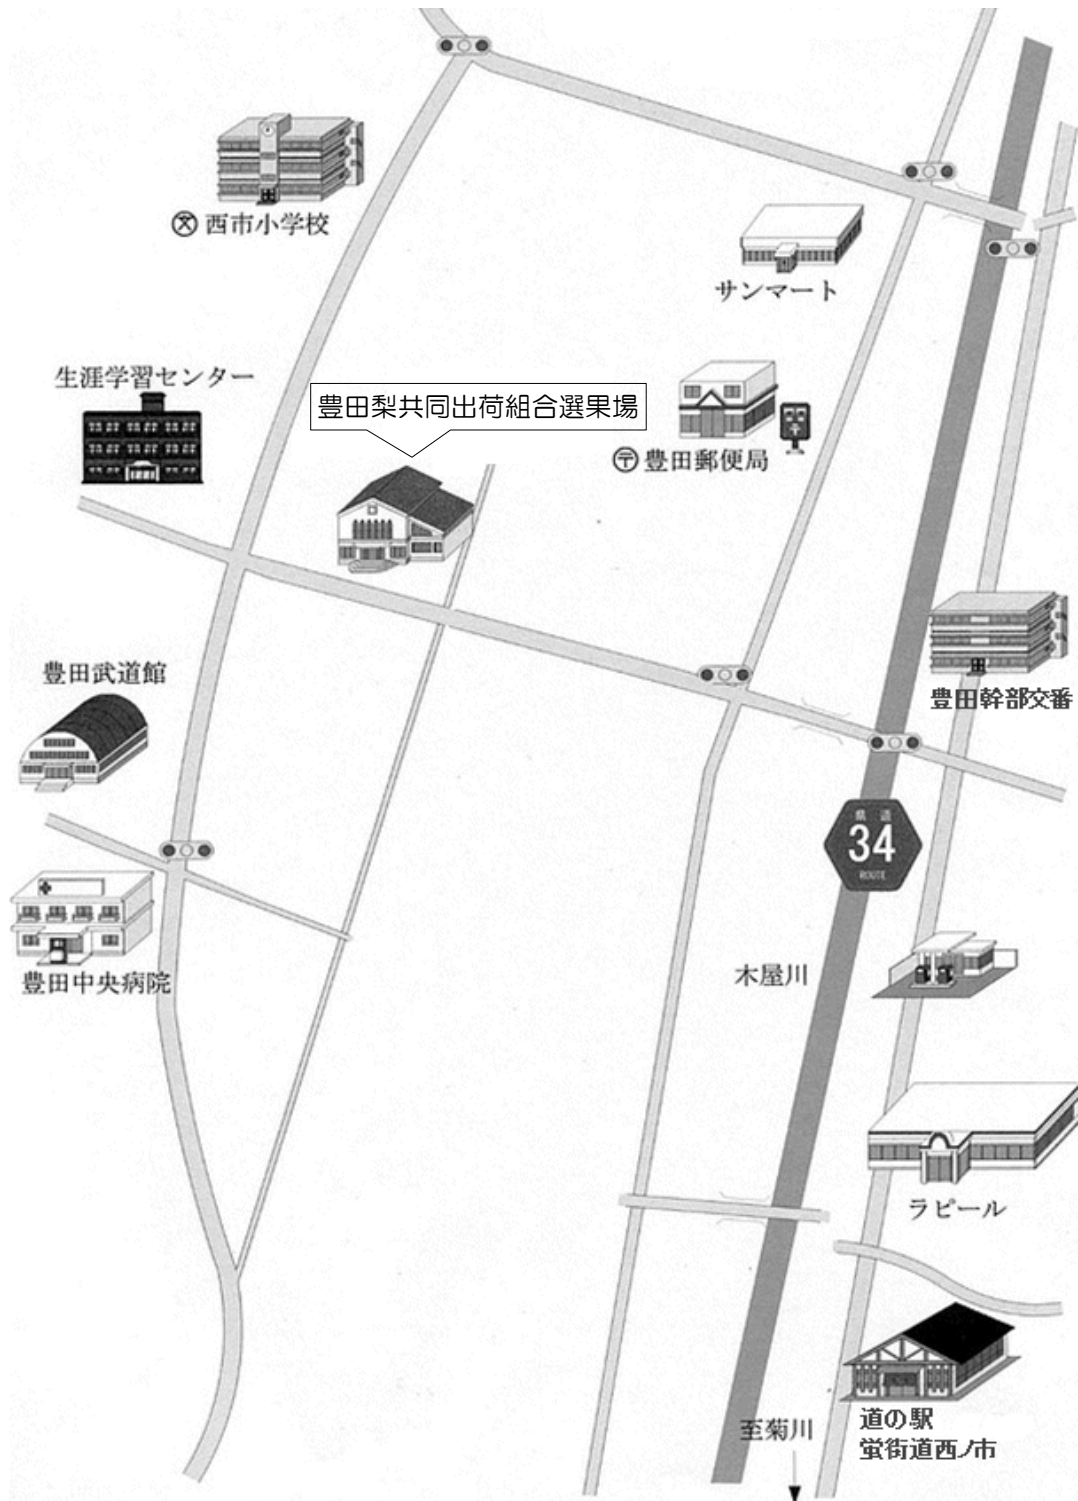 ㊫ 西市小学校
サンマート
生涯学習センター
豊田梨共同出荷組合選果場
〒 豊田郵便局
豊田幹部交番
豊田武道館
県道
34
ROUTE
豊田中央病院
木屋川
ラピール
道の駅
蛍街道西ノ市
至菊川